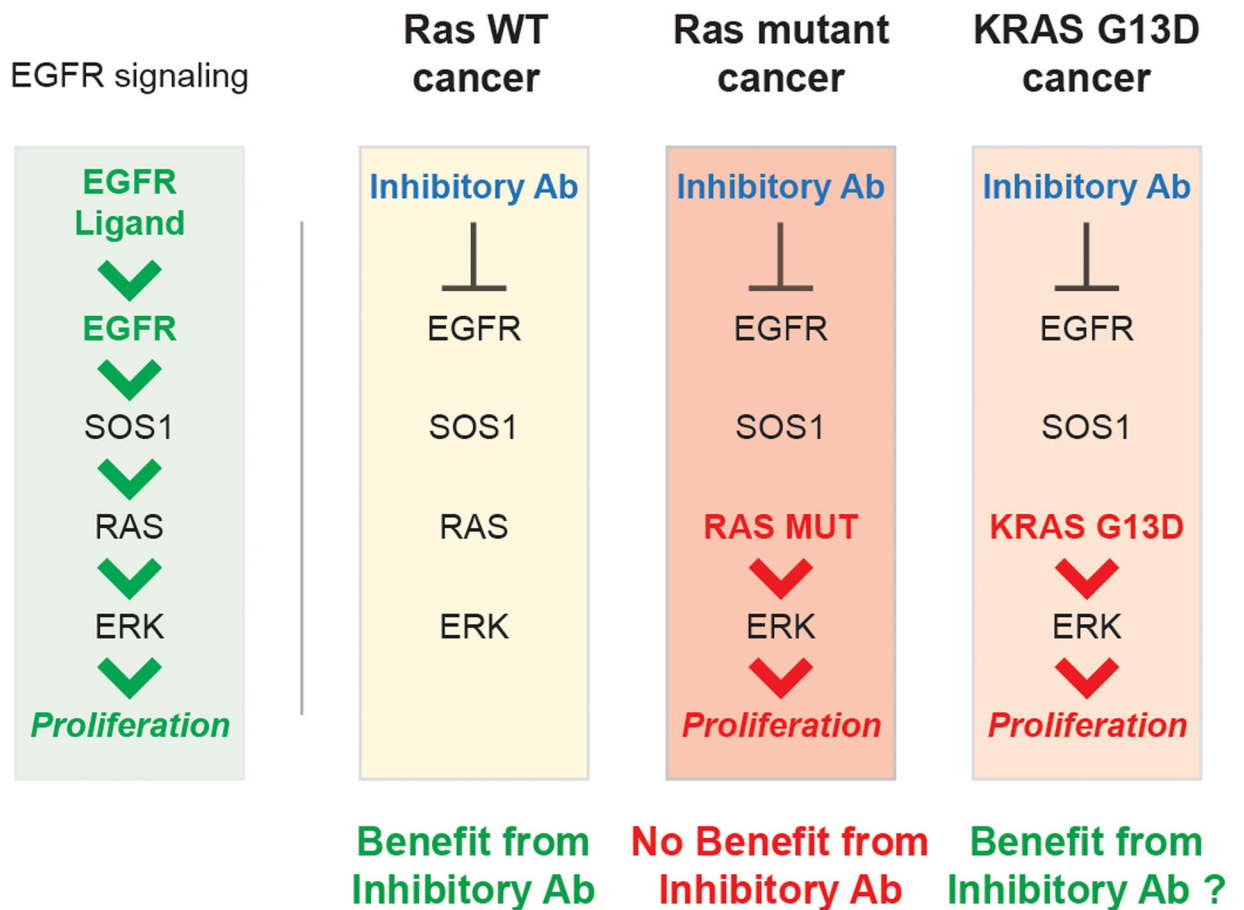 EGFR signaling
EGFR
Ligand
EGFR
SOS1
RAS
ERK
Proliferation
Ras WT
cancer
Inhibitory Ab
EGFR
SOS1
RAS
ERK
Benefit from
Inhibitory Ab
Ras mutant
cancer
Inhibitory Ab
EGFR
SOS1
RAS MUT
ERK
Proliferation
No Benefit from
Inhibitory Ab
KRAS G13D
cancer
Inhibitory Ab
EGFR
SOS1
KRAS G13D
ERK
Proliferation
Benefit from
Inhibitory Ab ?